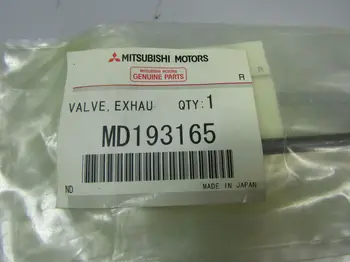 MITSUBISHI MOTORS
MITSUBISHI MOTORS
GENUINE PARTS
R
R
VALVE, EXHAU QTY:1
MD193165
ND MADE IN JAPAN